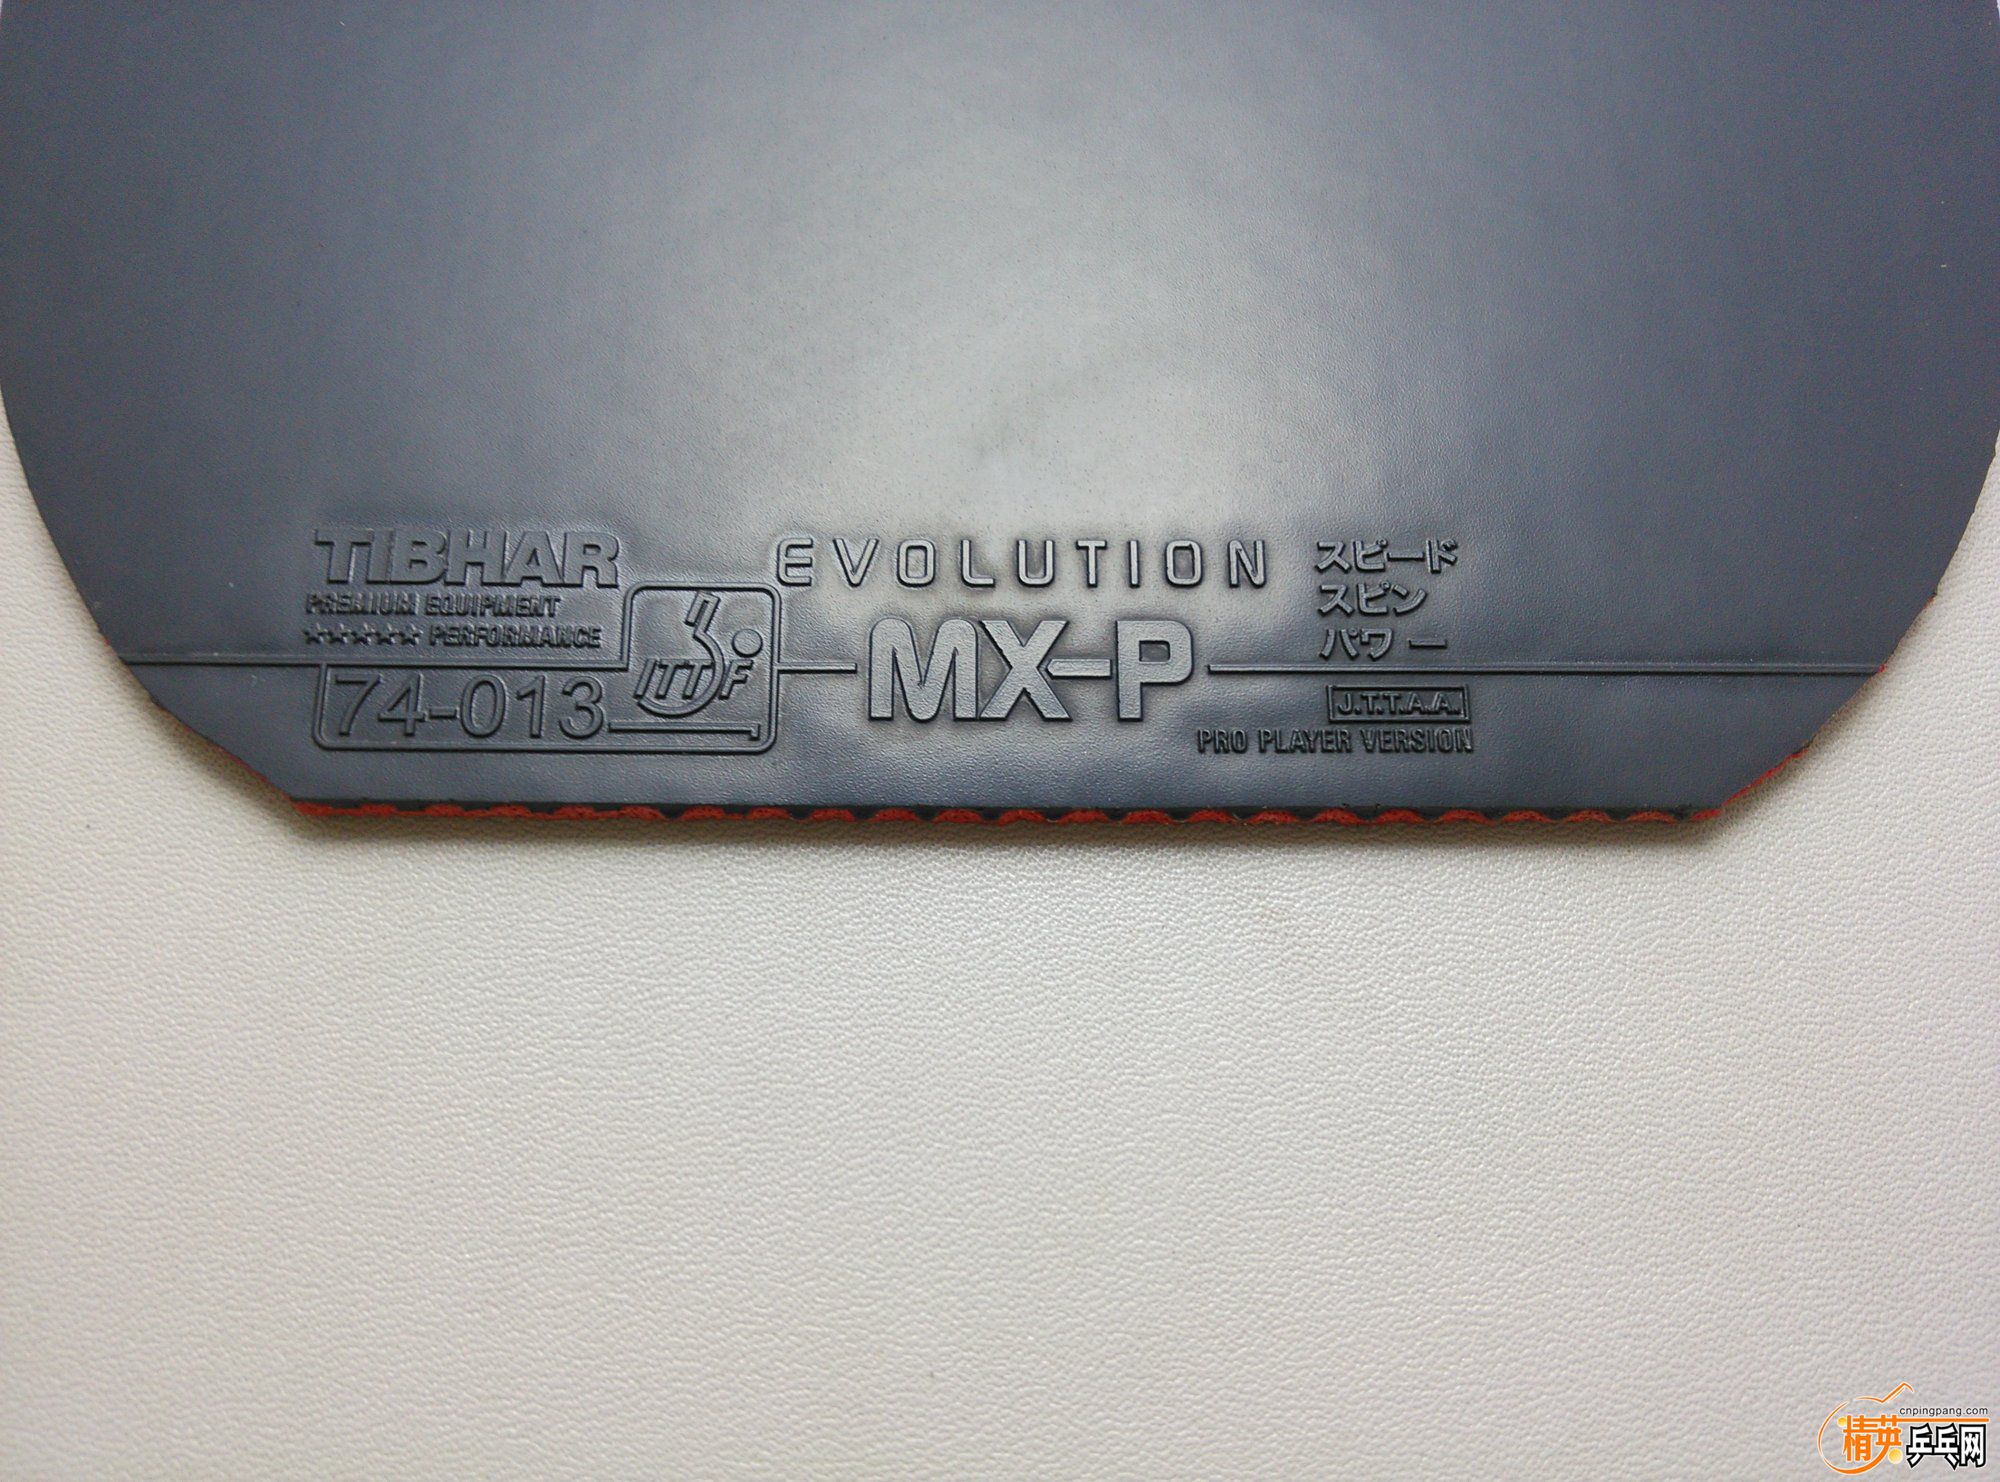 TIBHAR
PREMIUM EQUIPMENT
★★★★★ PERFORMANCE
ITTF
74-013
EVOLUTION
MX-P
スピード
スピン
パワー
J.T.T.A.A.
PRO PLAYER VERSION
cnpingpang.com
精英乒乓网